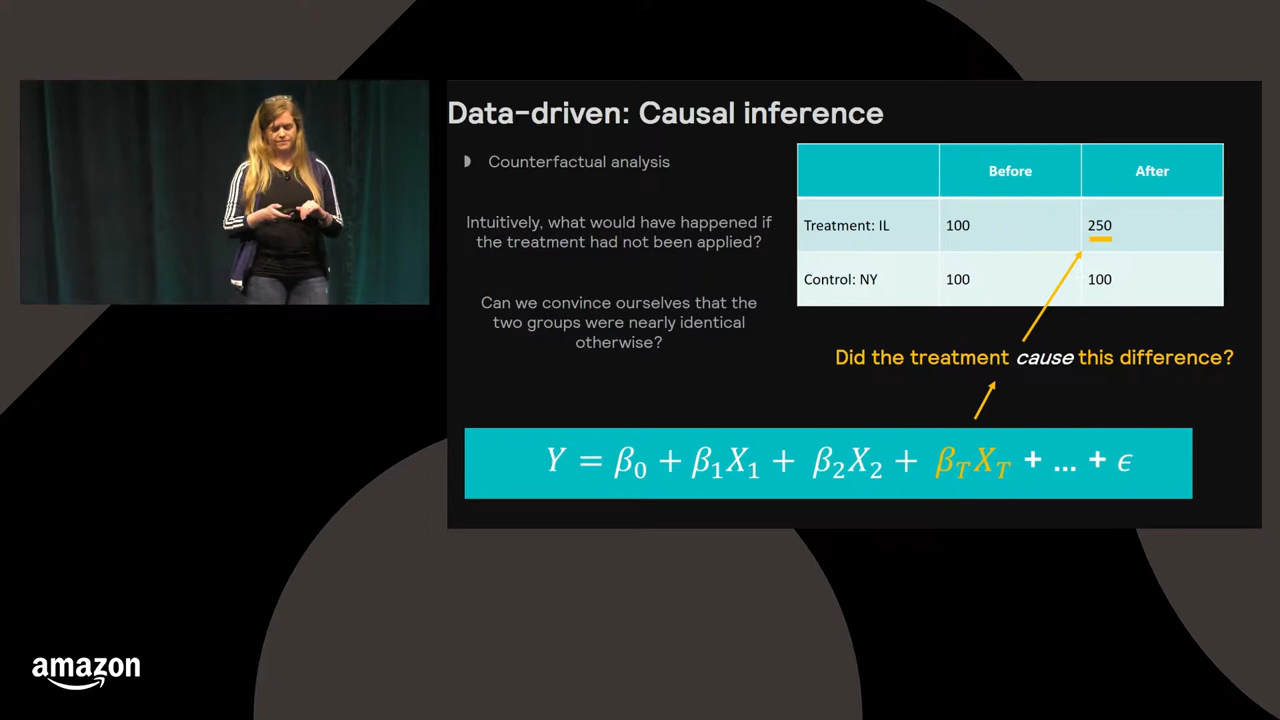 Data-driven: Causal inference
Counterfactual analysis
Intuitively, what would have happened if
the treatment had not been applied?
Can we convince ourselves that the
two groups were nearly identical
otherwise?
Before After
Treatment: IL 100 250
Control: NY 100 100
Did the treatment cause this difference?
Y = β₀ + β₁X₁ + β₂X₂ + β_T X_T + ... + ϵ
amazon